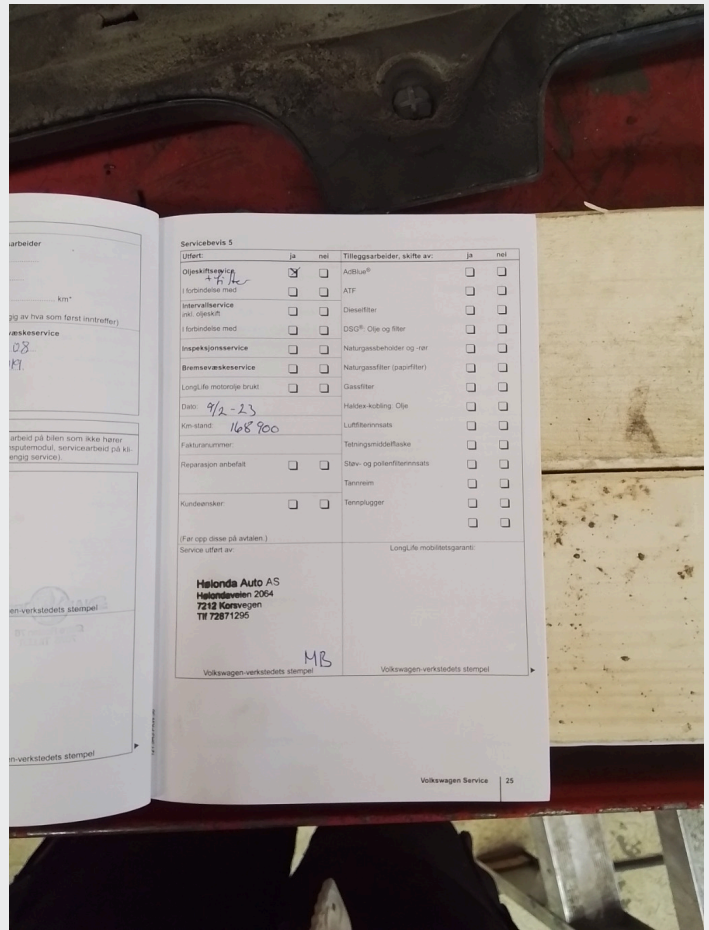 arbeider
km*
gg av hva som først inntreffer)
væskeservice
08
19.
arbeid på bilen som ikke hører
nsputemodul, servicearbeid på kli-
engig service).
en-verkstedets stempel
en-verkstedets stempel
Servicebevis 5
Utført: ja nei Tilleggsarbeider, skifte av: ja nei
Oljeskiftservice AdBlue®
+ filter
I forbindelse med ATF
Intervallservice
inkl. oljeskift Dieselfilter
I forbindelse med DSG®: Olje og filter
Inspeksjonsservice Naturgassbeholder og -rør
Bremsevæskeservice Naturgassfilter (papirfilter)
LongLife motorolje brukt Gassfilter
Dato: 9/2-23 Haldex-kobling: Olje
Km-stand: 168 900 Luftfilterinnsats
Fakturanummer: Tetningsmiddelflaske
Reparasjon anbefalt Støv- og pollenfilterinnsats
Tannreim
Kundeønsker Tennplugger
(Før opp disse på avtalen.)
Service utført av: LongLife mobilitetsgaranti:
Hølonda Auto AS
Hølondaveien 2064
7212 Korsvegen
Tlf 72871295
MB
Volkswagen-verkstedets stempel Volkswagen-verkstedets stempel
Volkswagen Service 25